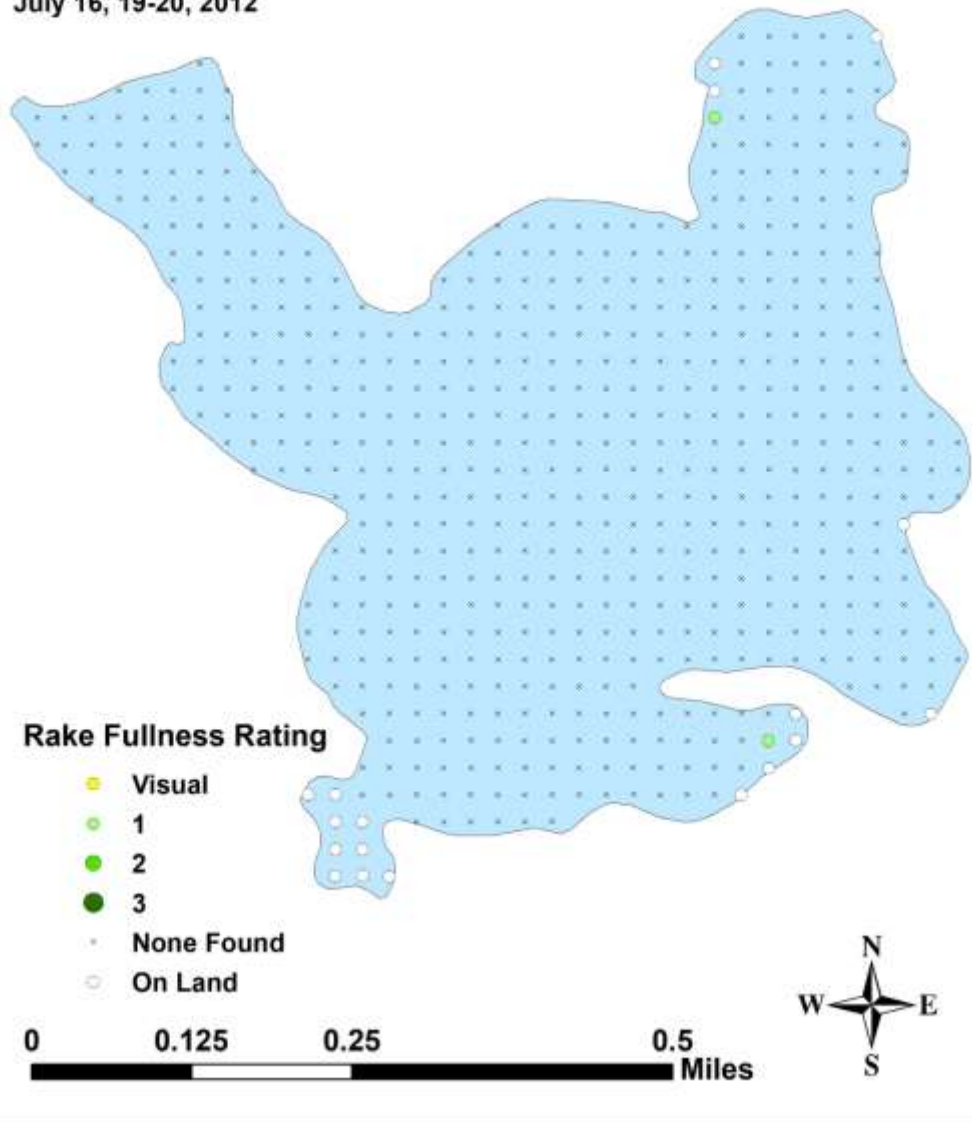 July 16, 19-20, 2012
Rake Fullness Rating
Visual
1
2
3
None Found
On Land
N
W E
S
0 0.125 0.25 0.5
Miles